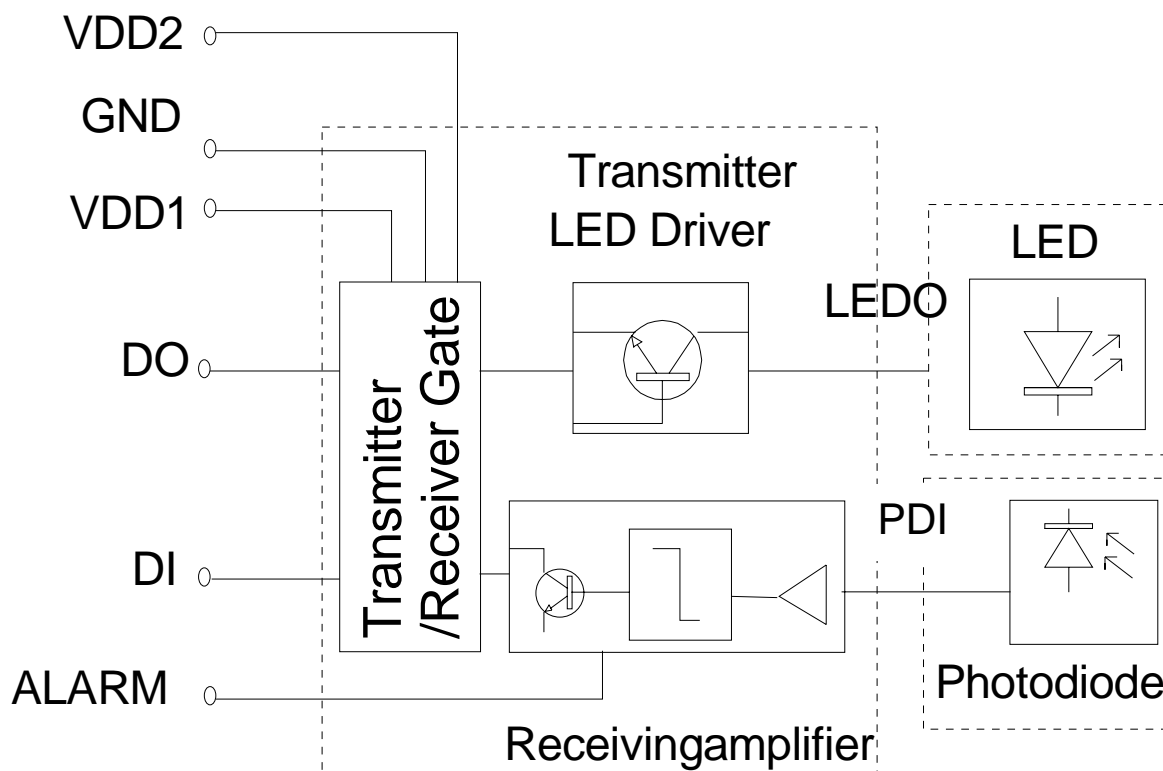 VDD2
GND
VDD1
DO
DI
ALARM
Transmitter
/Receiver Gate
Transmitter
LED Driver
LEDO
LED
PDI
Photodiode
Receivingamplifier